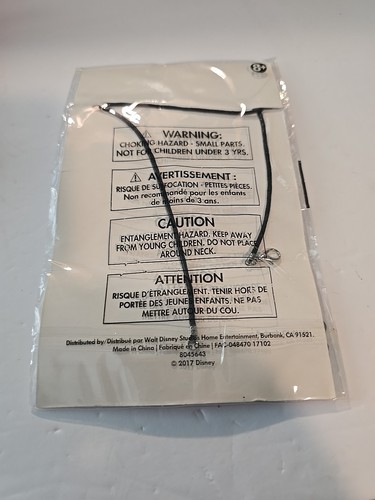 8+
WARNING:
CHOKING HAZARD - SMALL PARTS.
NOT FOR CHILDREN UNDER 3 YRS.
AVERTISSEMENT :
RISQUE DE SUFFOCATION - PETITES PIÈCES.
Non recommandé pour les enfants
de moins de 3 ans.
CAUTION
ENTANGLEMENT HAZARD. KEEP AWAY
FROM YOUNG CHILDREN. DO NOT PLACE
AROUND NECK.
ATTENTION
RISQUE D'ÉTRANGLEMENT. TENIR HORS DE
PORTÉE DES JEUNES ENFANTS. NE PAS
METTRE AUTOUR DU COU.
Distributed by/Distribué par Walt Disney Studios Home Entertainment, Burbank, CA 91521.
Made in China | Fabriqué en Chine | FAC-048470 17102
8045643
© 2017 Disney